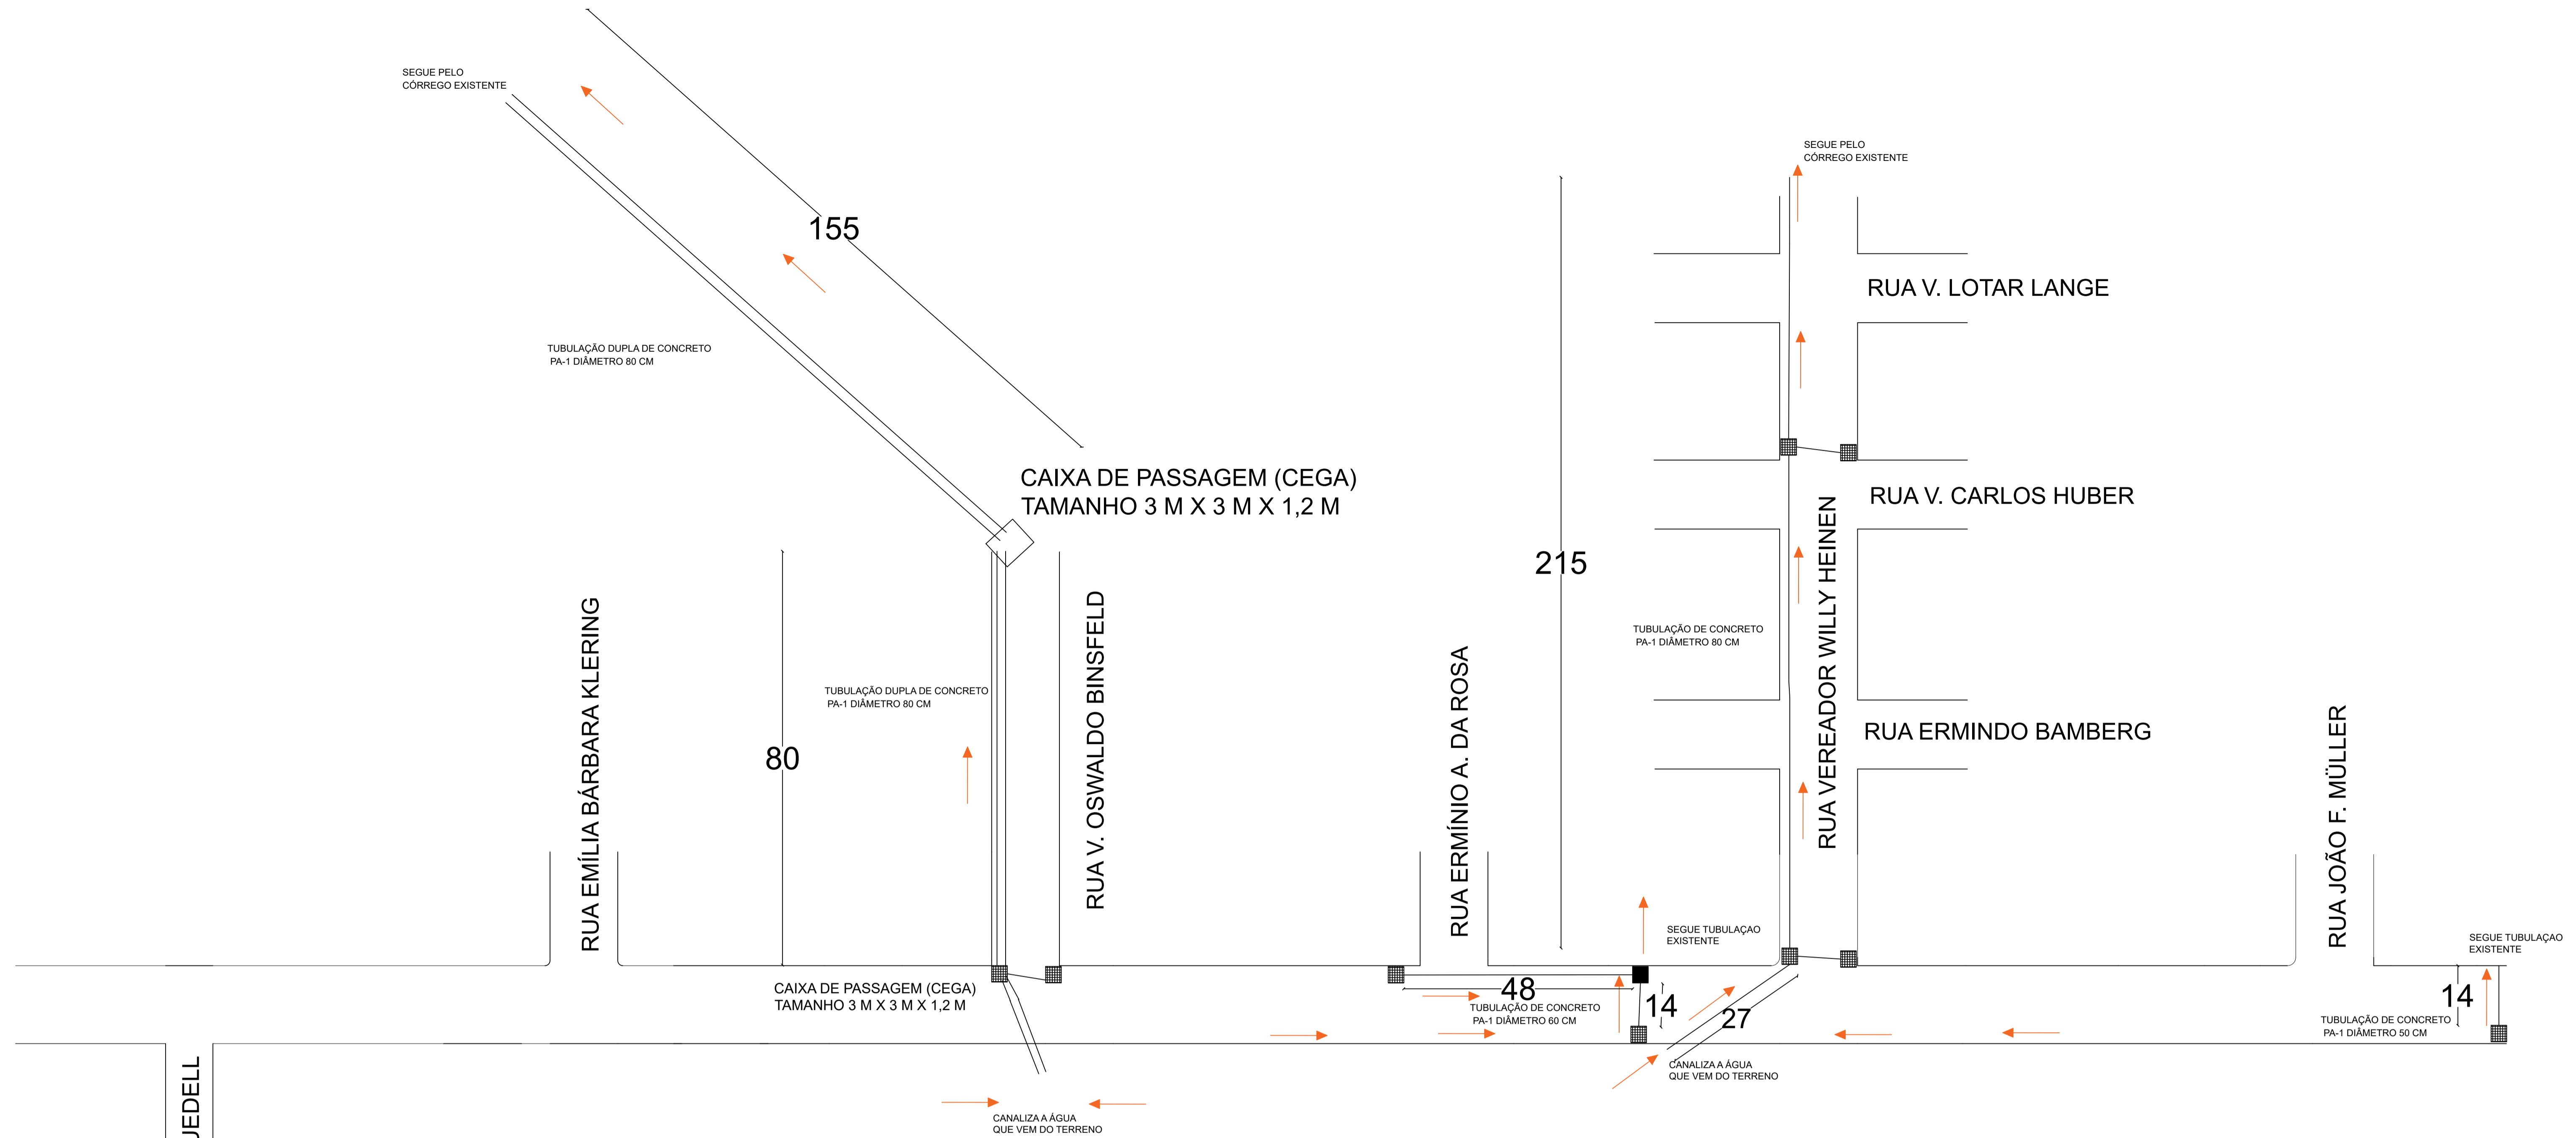 SEGUE PELO
CÓRREGO EXISTENTE
155
TUBULAÇÃO DUPLA DE CONCRETO
PA-1 DIÂMETRO 80 CM
CAIXA DE PASSAGEM (CEGA)
TAMANHO 3 M X 3 M X 1,2 M
RUA EMÍLIA BÁRBARA KLERING
80
TUBULAÇÃO DUPLA DE CONCRETO
PA-1 DIÂMETRO 80 CM
RUA V. OSWALDO BINSFELD
CAIXA DE PASSAGEM (CEGA)
TAMANHO 3 M X 3 M X 1,2 M
UEDELL
CANALIZA A ÁGUA
QUE VEM DO TERRENO
RUA ERMÍNIO A. DA ROSA
48
TUBULAÇÃO DE CONCRETO
PA-1 DIÂMETRO 60 CM
14
SEGUE TUBULAÇAO
EXISTENTE
27
CANALIZA A ÁGUA
QUE VEM DO TERRENO
215
TUBULAÇÃO DE CONCRETO
PA-1 DIÂMETRO 80 CM
SEGUE PELO
CÓRREGO EXISTENTE
RUA V. LOTAR LANGE
RUA V. CARLOS HUBER
RUA VEREADOR WILLY HEINEN
RUA ERMINDO BAMBERG
RUA JOÃO F. MÜLLER
SEGUE TUBULAÇAO
EXISTENTE
14
TUBULAÇÃO DE CONCRETO
PA-1 DIÂMETRO 50 CM